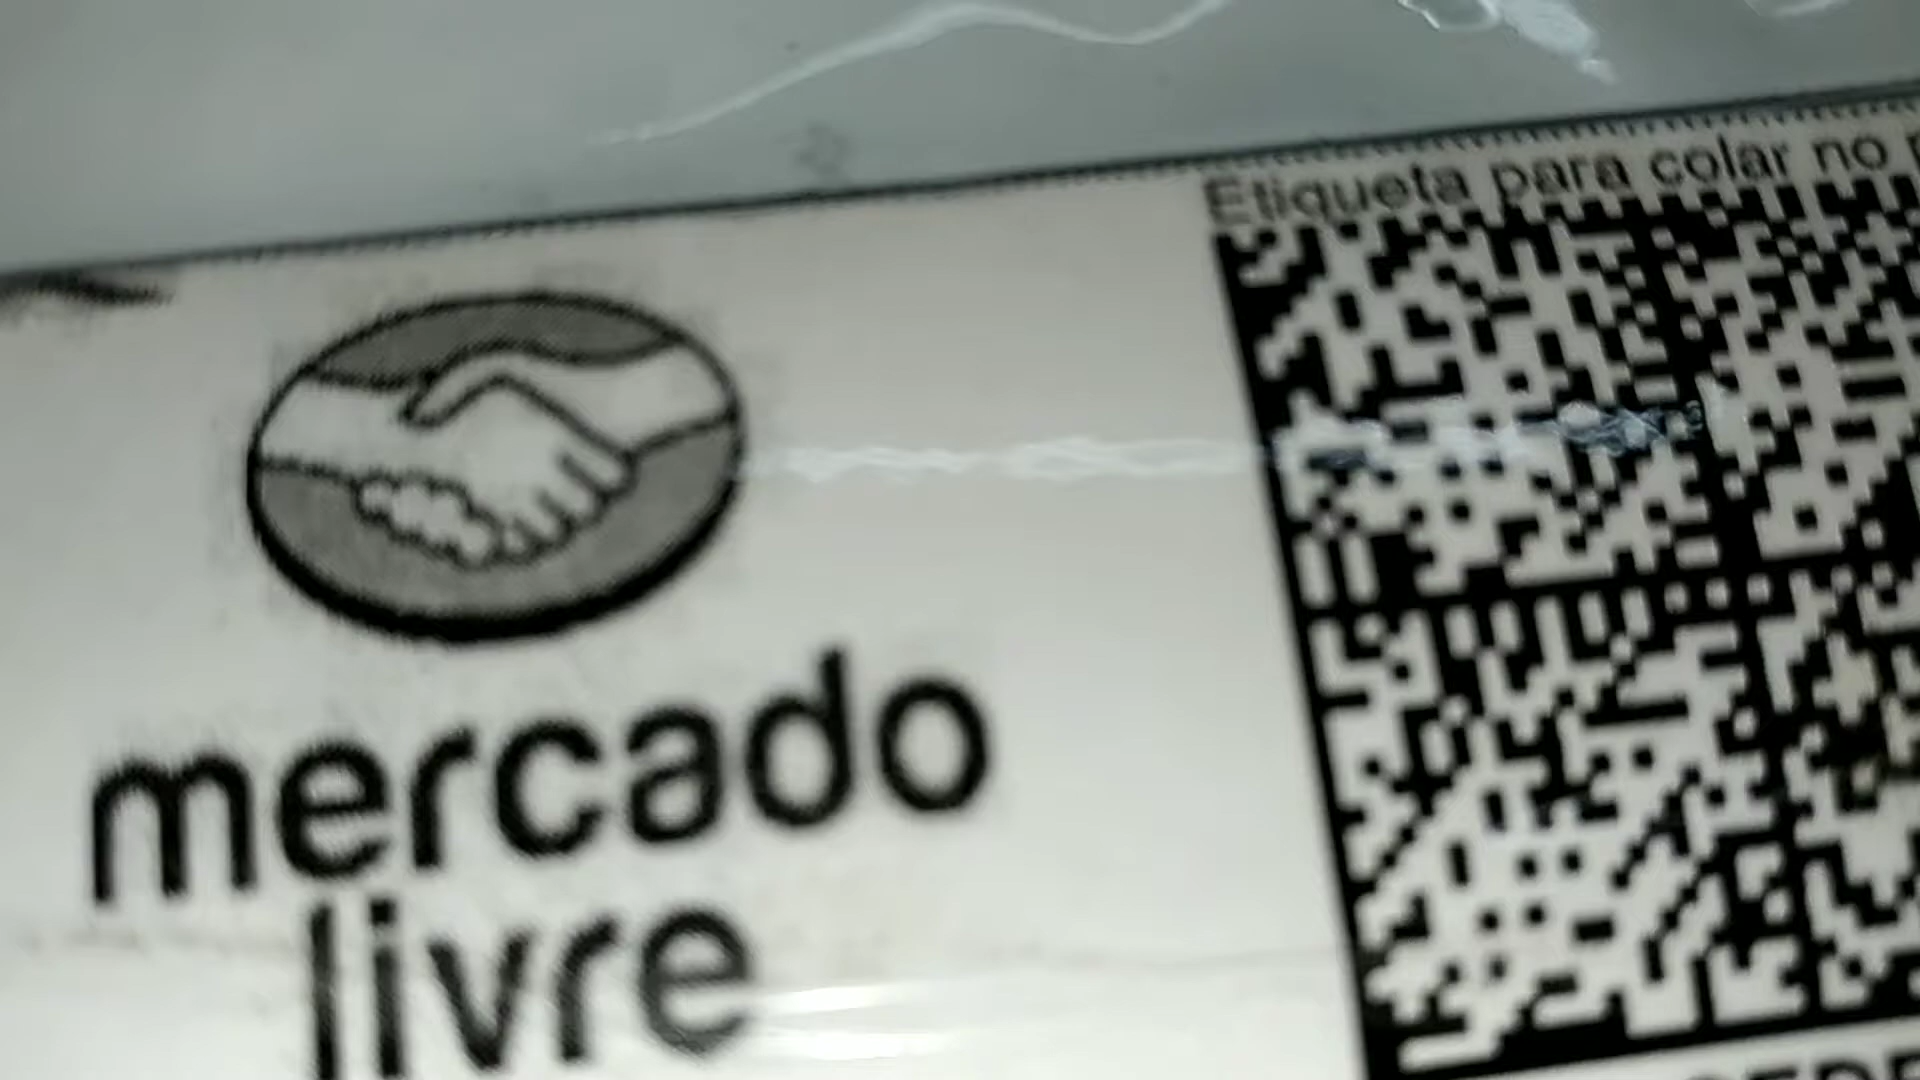 Etiqueta para colar no
mercado
livre